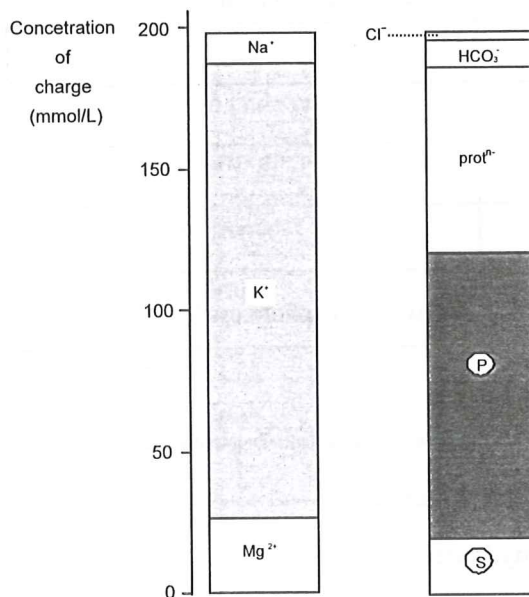 Concetration
of
charge
(mmol/L)
200
150
100
50
0
Na⁺
K⁺
Mg²⁺
Cl⁻
HCO₃⁻
protⁿ⁻
P
S